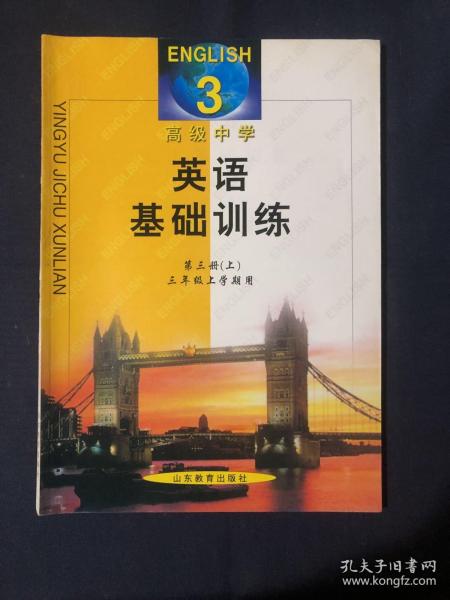 ENGLISH
3
高级中学
英语
基础训练
第三册(上)
三年级上学期用
YINGYU JICHU XUNLIAN
山东教育出版社
孔夫子旧书网
www.kongfz.com